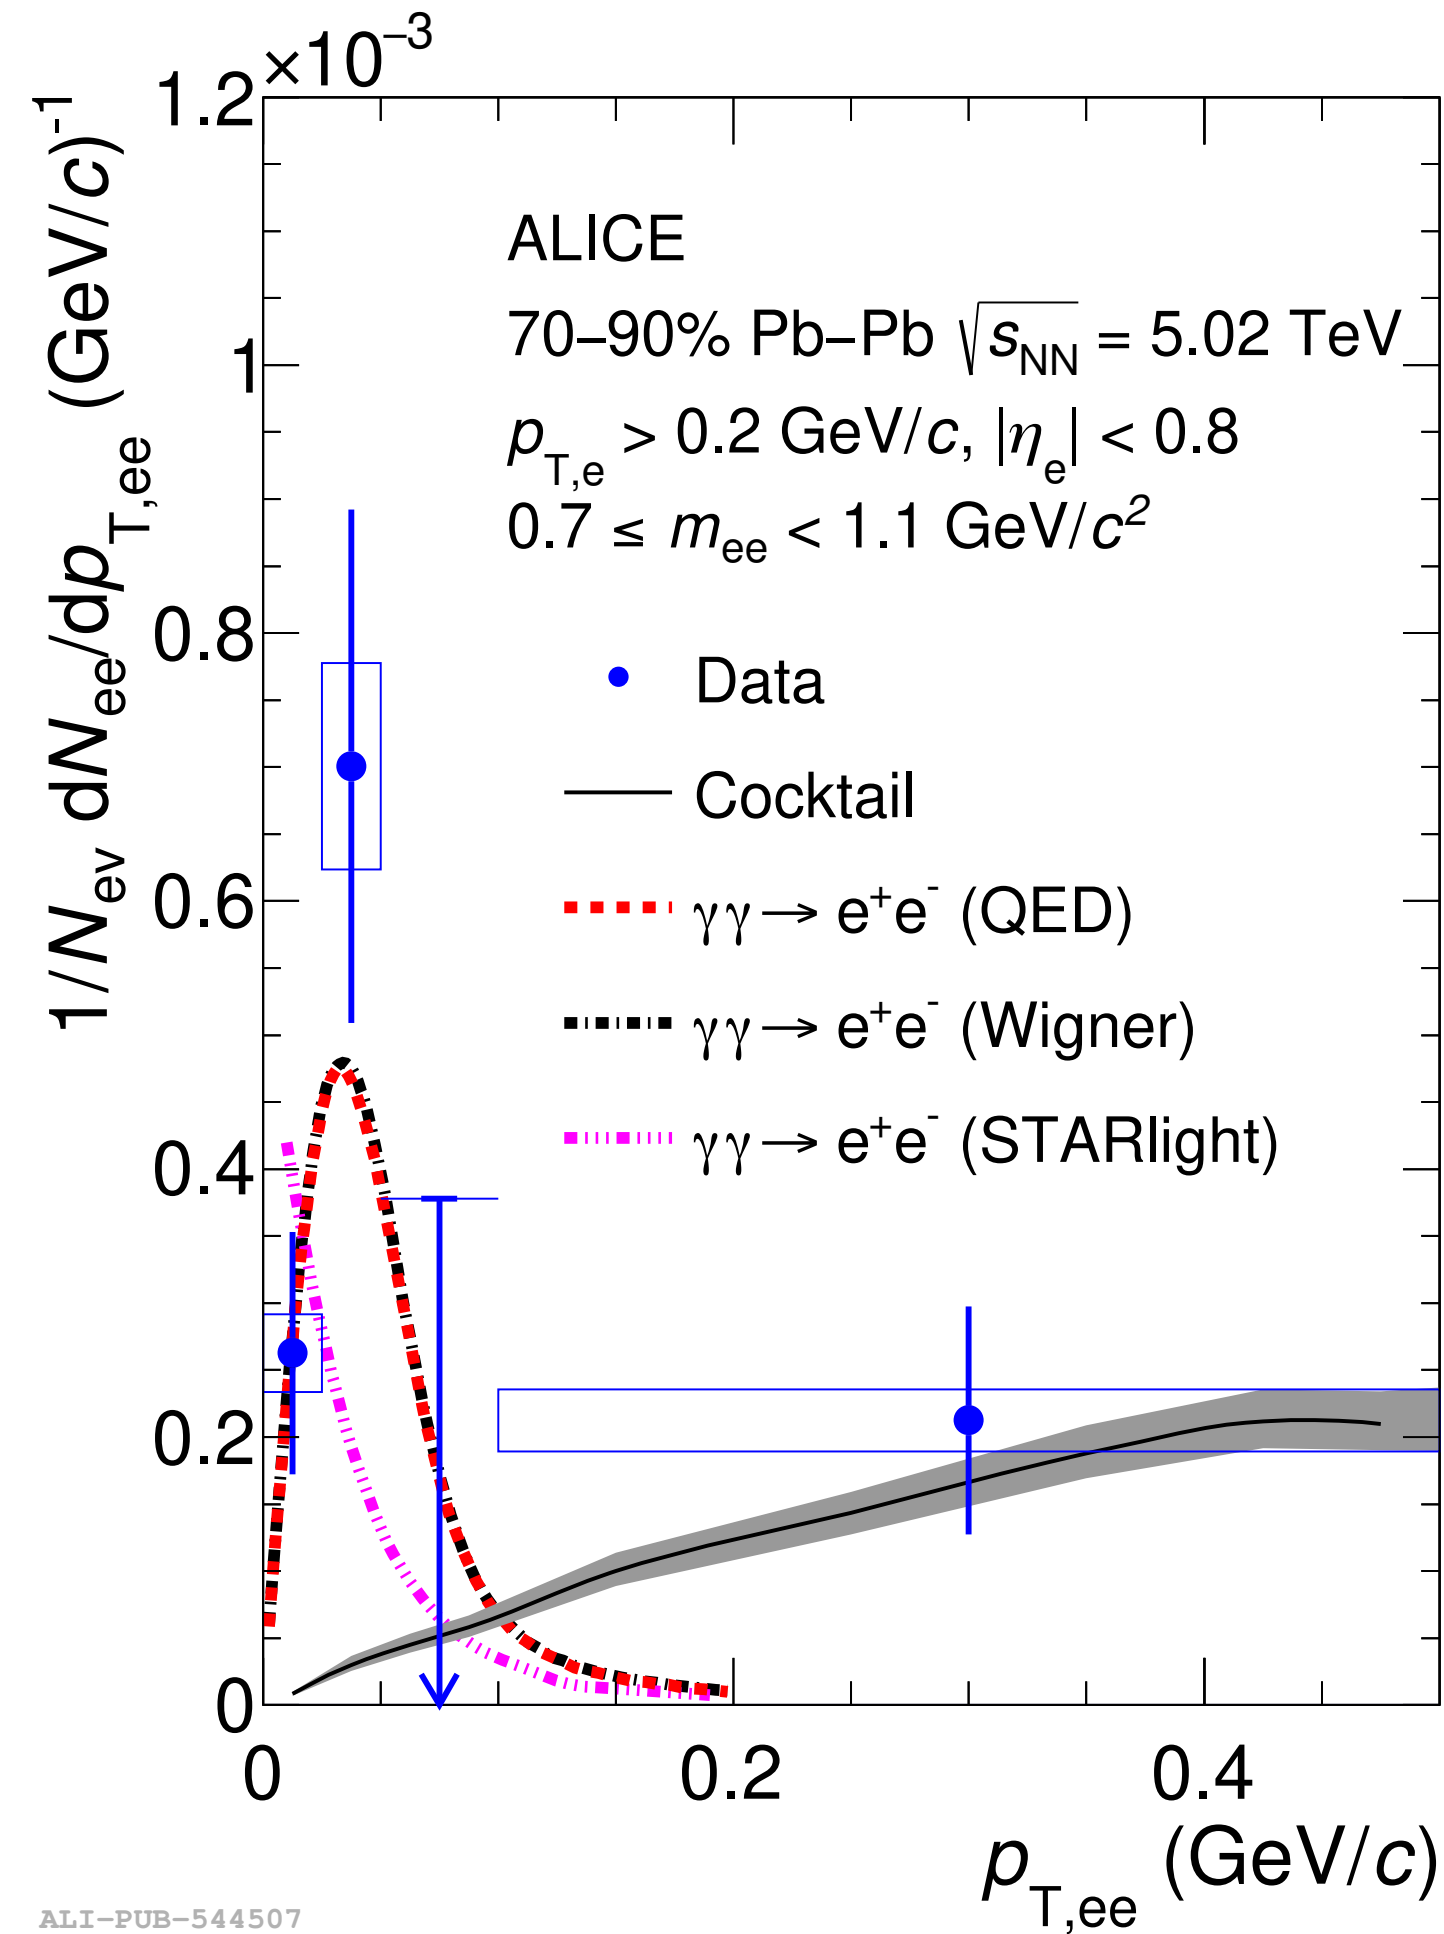 ×10⁻³
1/N_ev dN_ee/dp_T,ee (GeV/c)⁻¹
1.2
1
0.8
0.6
0.4
0.2
0
ALICE
70–90% Pb–Pb √s_NN = 5.02 TeV
p_T,e > 0.2 GeV/c, |η_e| < 0.8
0.7 ≤ m_ee < 1.1 GeV/c²
Data
Cocktail
γγ → e⁺e⁻ (QED)
γγ → e⁺e⁻ (Wigner)
γγ → e⁺e⁻ (STARlight)
0 0.2 0.4
p_T,ee (GeV/c)
ALI-PUB-544507